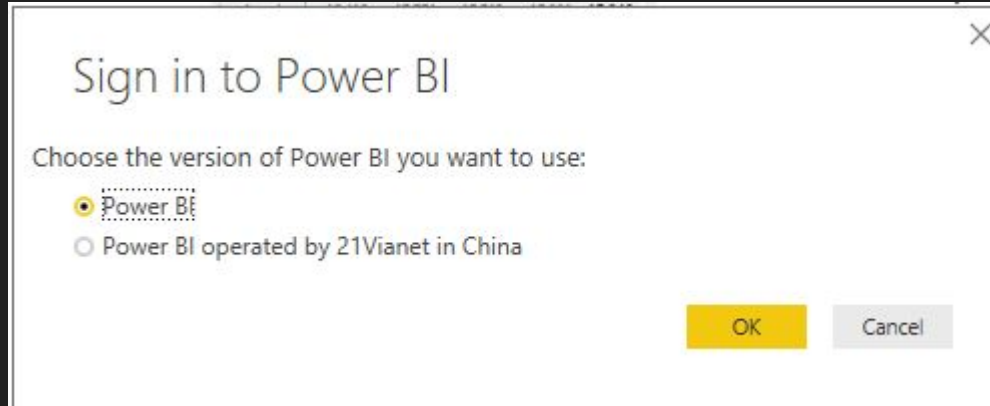 Sign in to Power BI
Choose the version of Power BI you want to use:
Power BI
Power BI operated by 21Vianet in China
OK Cancel